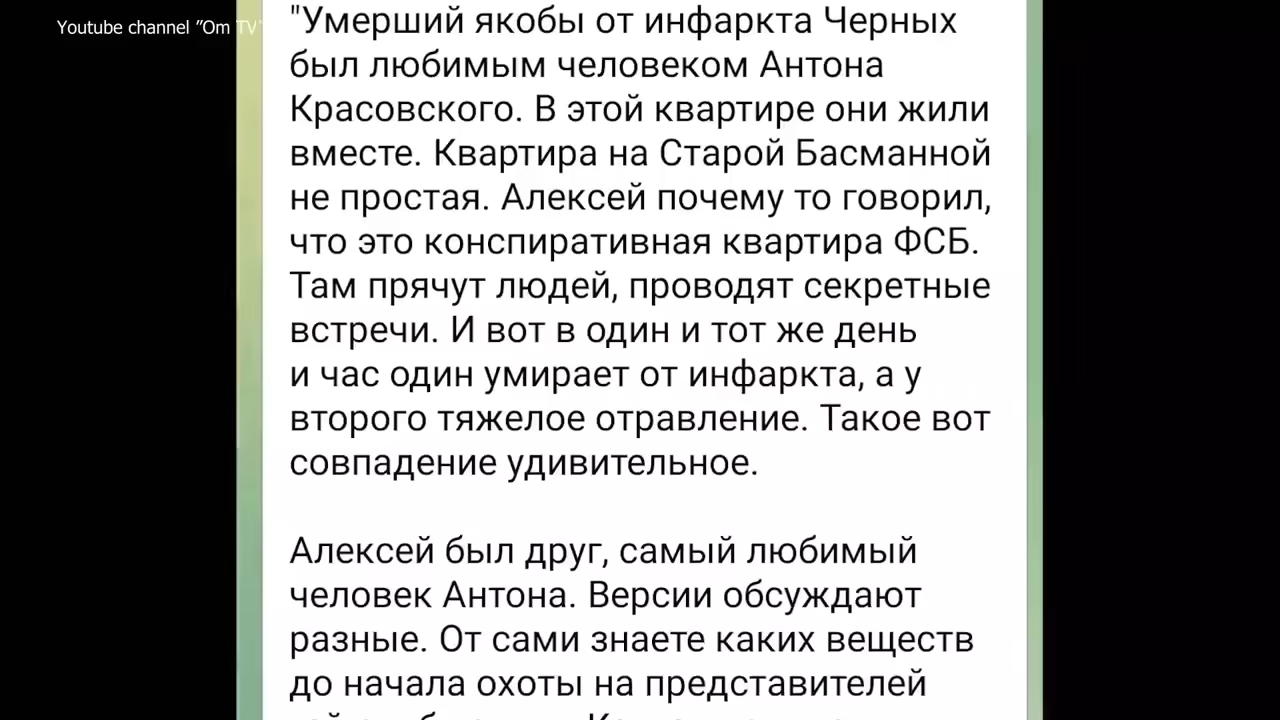 Youtube channel "Om TV"
"Умерший якобы от инфаркта Черных
был любимым человеком Антона
Красовского. В этой квартире они жили
вместе. Квартира на Старой Басманной
не простая. Алексей почему то говорил,
что это конспиративная квартира ФСБ.
Там прячут людей, проводят секретные
встречи. И вот в один и тот же день
и час один умирает от инфаркта, а у
второго тяжелое отравление. Такое вот
совпадение удивительное.
Алексей был друг, самый любимый
человек Антона. Версии обсуждают
разные. От сами знаете каких веществ
до начала охоты на представителей